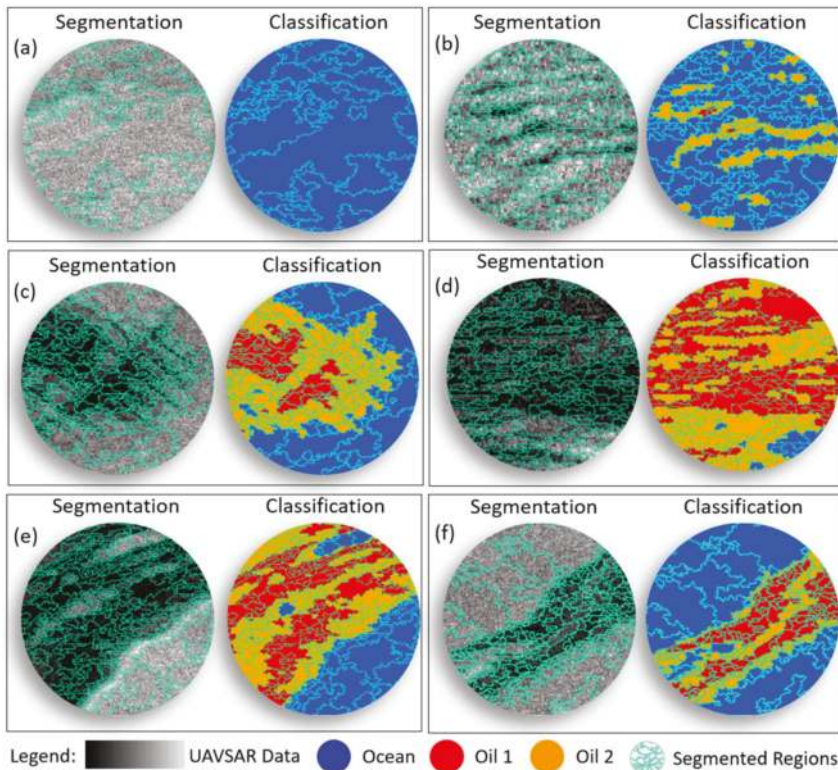 Segmentation Classification
(a)
Segmentation Classification
(b)
Segmentation Classification
(c)
Segmentation Classification
(d)
Segmentation Classification
(e)
Segmentation Classification
(f)
Legend: UAVSAR Data Ocean Oil 1 Oil 2 Segmented Regions